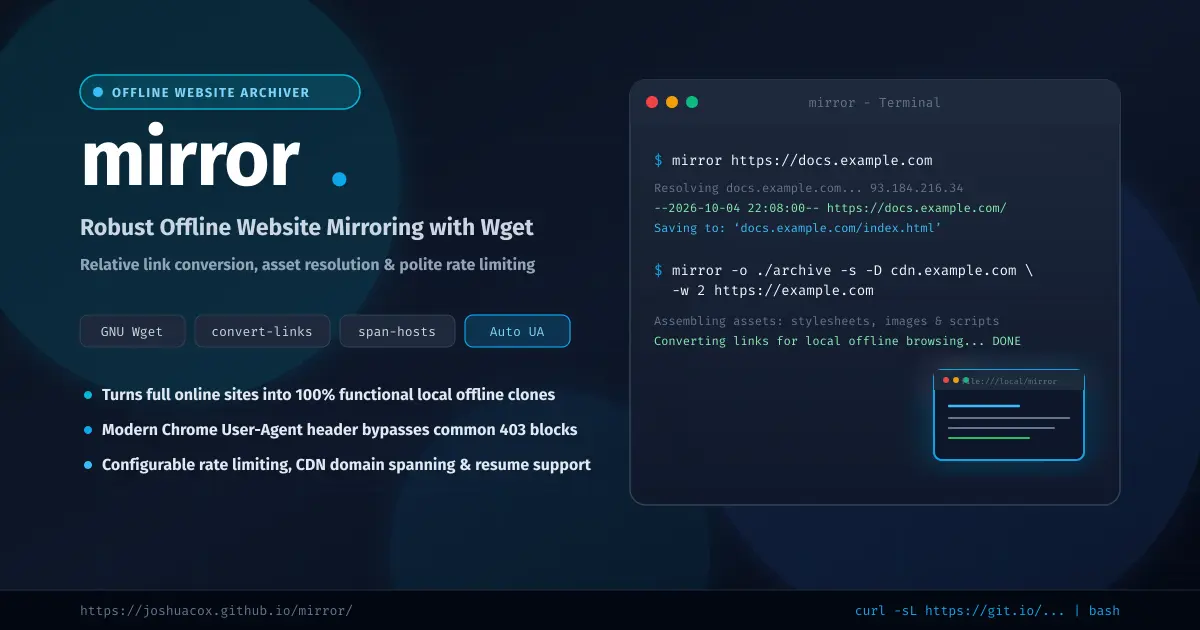 OFFLINE WEBSITE ARCHIVER
mirror .
Robust Offline Website Mirroring with Wget
Relative link conversion, asset resolution & polite rate limiting
GNU Wget
convert-links
span-hosts
Auto UA
Turns full online sites into 100% functional local offline clones
Modern Chrome User-Agent header bypasses common 403 blocks
Configurable rate limiting, CDN domain spanning & resume support
mirror - Terminal
$ mirror https://docs.example.com
Resolving docs.example.com... 93.184.216.34
--2026-10-04 22:08:00-- https://docs.example.com/
Saving to: ‘docs.example.com/index.html’
$ mirror -o ./archive -s -D cdn.example.com \
-w 2 https://example.com
Assembling assets: stylesheets, images & scripts
Converting links for local offline browsing... DONE
file:///local/mirror
https://joshuacox.github.io/mirror/
curl -sL https://git.io/... | bash